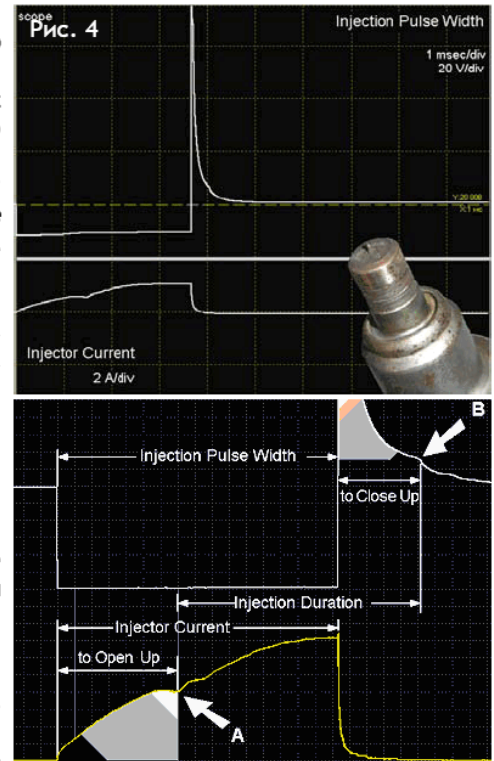 scope
Рис. 4
Injection Pulse Width
1 msec/div
20 V/div
Injector Current
2 A/div
B
Injection Pulse Width
to Close Up
Injection Duration
Injector Current
to Open Up
A